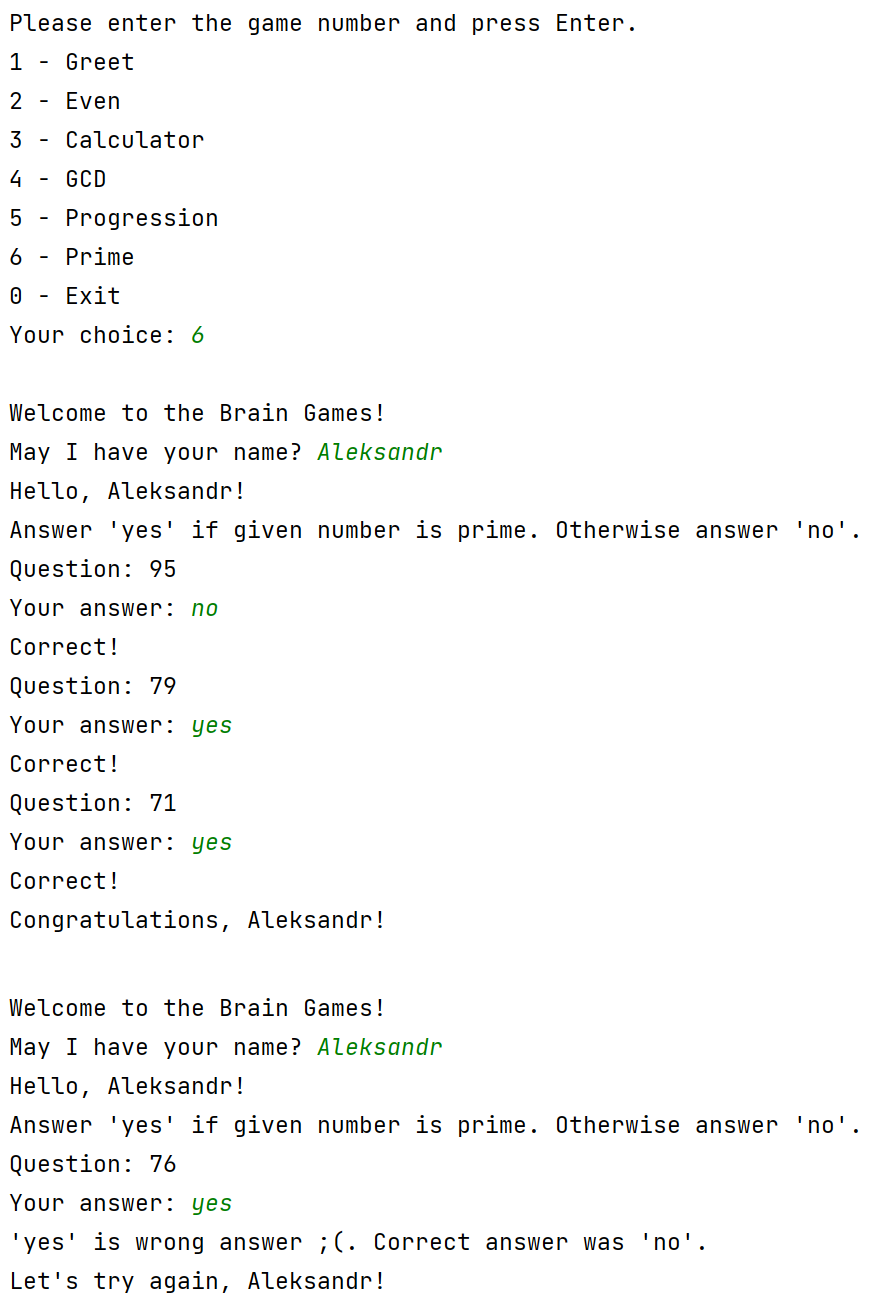 Please enter the game number and press Enter.
1 - Greet
2 - Even
3 - Calculator
4 - GCD
5 - Progression
6 - Prime
0 - Exit
Your choice: 6
Welcome to the Brain Games!
May I have your name? Aleksandr
Hello, Aleksandr!
Answer 'yes' if given number is prime. Otherwise answer 'no'.
Question: 95
Your answer: no
Correct!
Question: 79
Your answer: yes
Correct!
Question: 71
Your answer: yes
Correct!
Congratulations, Aleksandr!
Welcome to the Brain Games!
May I have your name? Aleksandr
Hello, Aleksandr!
Answer 'yes' if given number is prime. Otherwise answer 'no'.
Question: 76
Your answer: yes
'yes' is wrong answer ;(. Correct answer was 'no'.
Let's try again, Aleksandr!